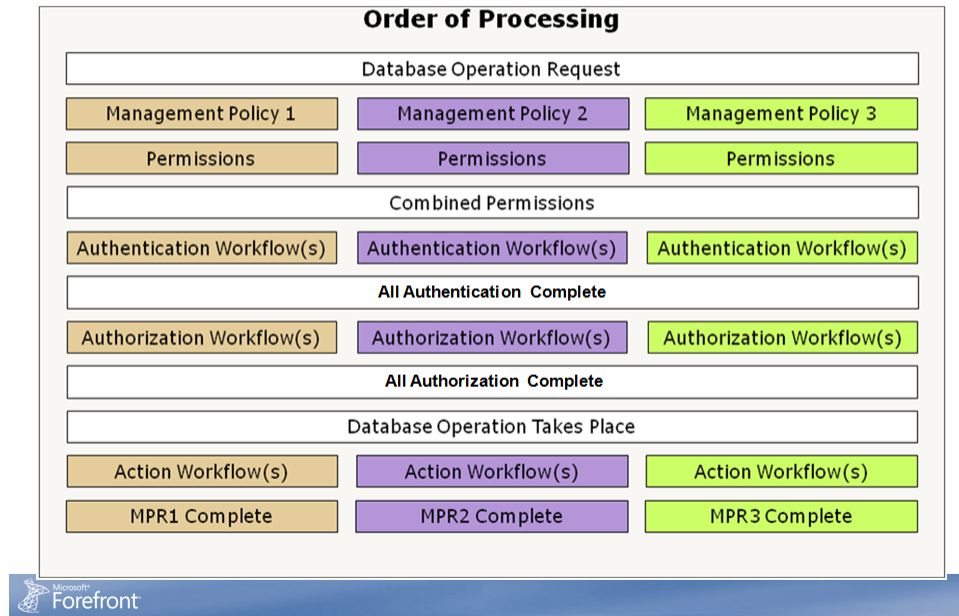 Order of Processing
Database Operation Request
Management Policy 1 Management Policy 2 Management Policy 3
Permissions Permissions Permissions
Combined Permissions
Authentication Workflow(s) Authentication Workflow(s) Authentication Workflow(s)
All Authentication Complete
Authorization Workflow(s) Authorization Workflow(s) Authorization Workflow(s)
All Authorization Complete
Database Operation Takes Place
Action Workflow(s) Action Workflow(s) Action Workflow(s)
MPR1 Complete MPR2 Complete MPR3 Complete
Microsoft®
Forefront